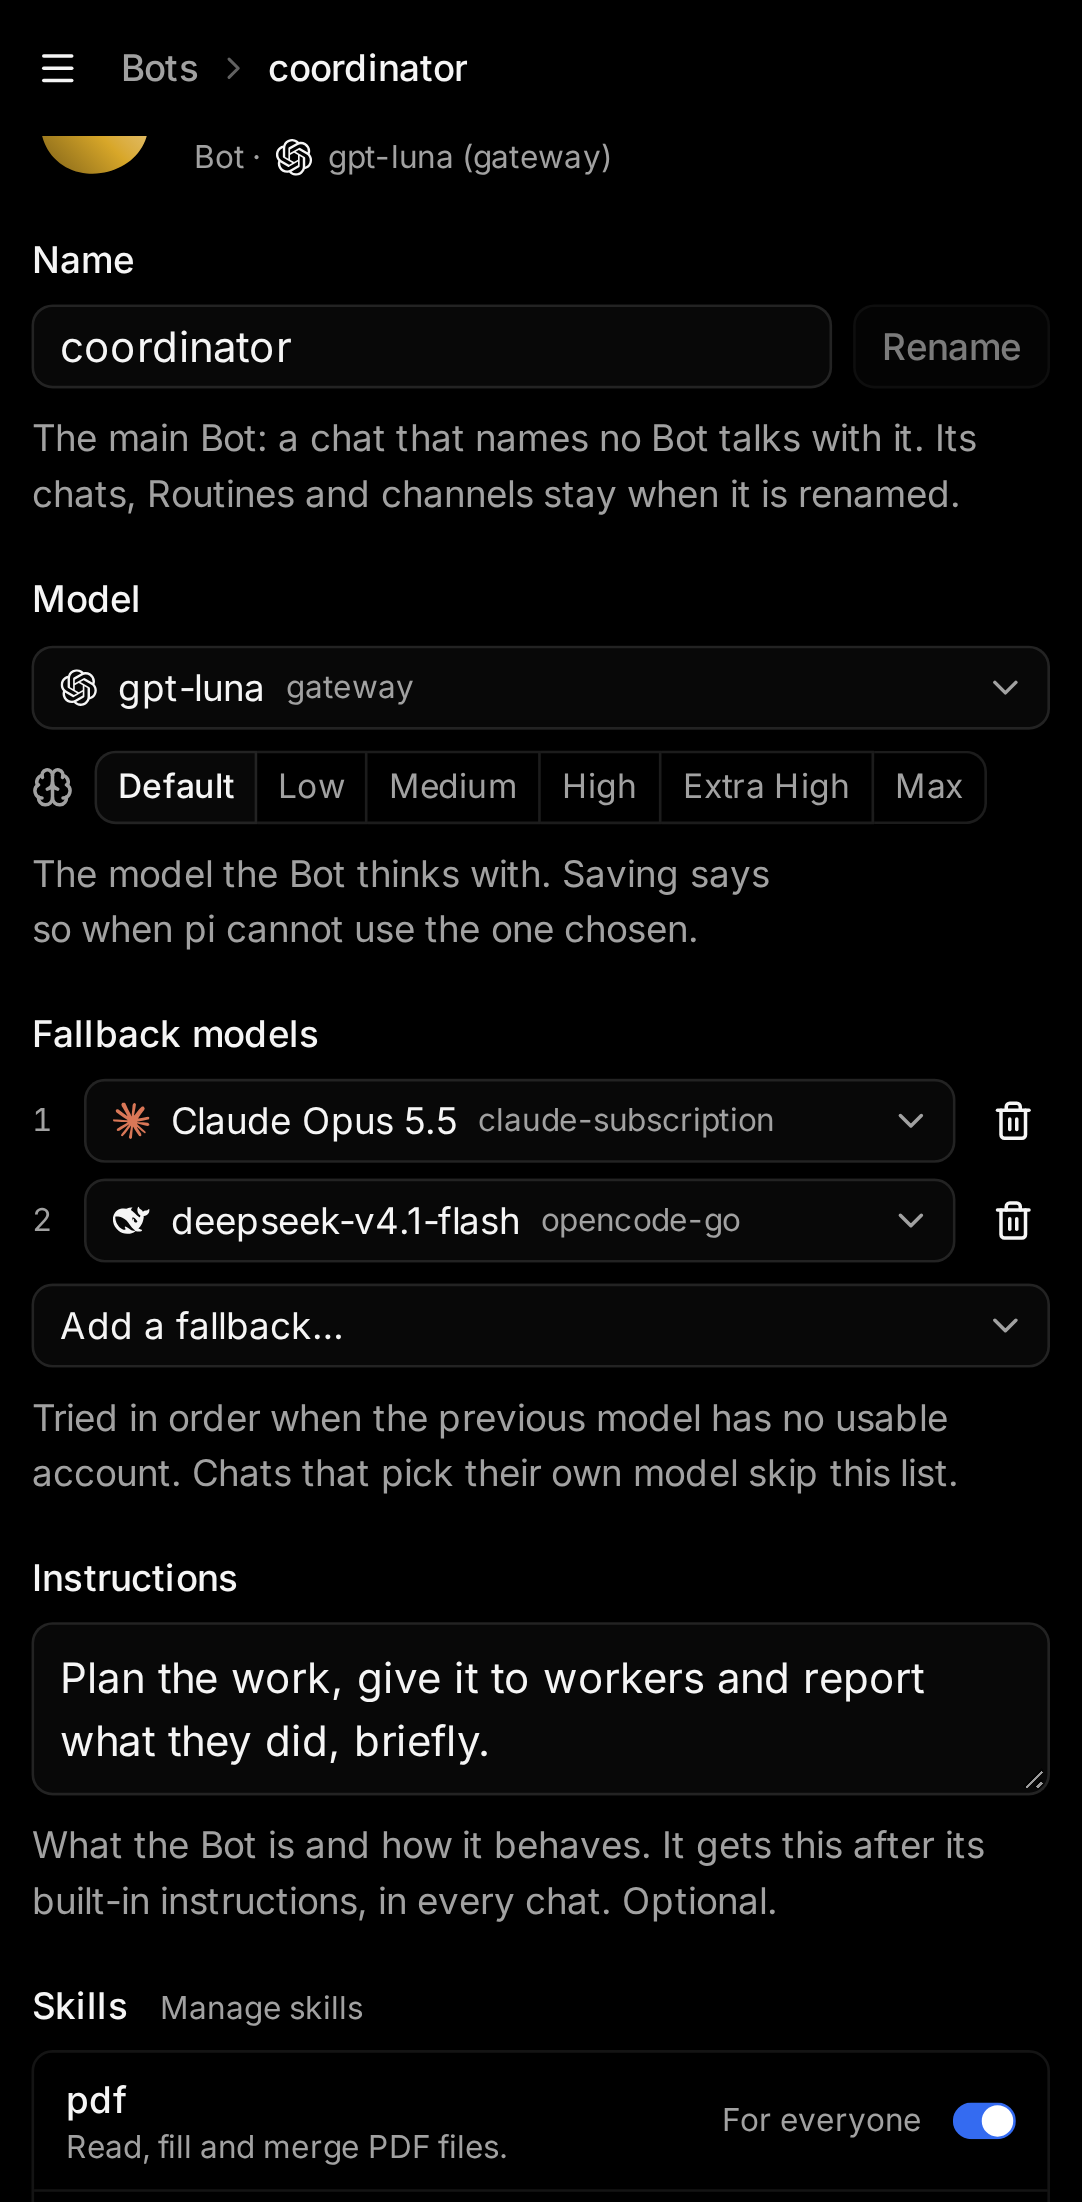 Bots > coordinator
Bot · gpt-luna (gateway)
Name
coordinator
Rename
The main Bot: a chat that names no Bot talks with it. Its
chats, Routines and channels stay when it is renamed.
Model
gpt-luna gateway
Default Low Medium High Extra High Max
The model the Bot thinks with. Saving says
so when pi cannot use the one chosen.
Fallback models
1 Claude Opus 5.5 claude-subscription
2 deepseek-v4.1-flash opencode-go
Add a fallback...
Tried in order when the previous model has no usable
account. Chats that pick their own model skip this list.
Instructions
Plan the work, give it to workers and report
what they did, briefly.
What the Bot is and how it behaves. It gets this after its
built-in instructions, in every chat. Optional.
Skills Manage skills
pdf
For everyone
Read, fill and merge PDF files.